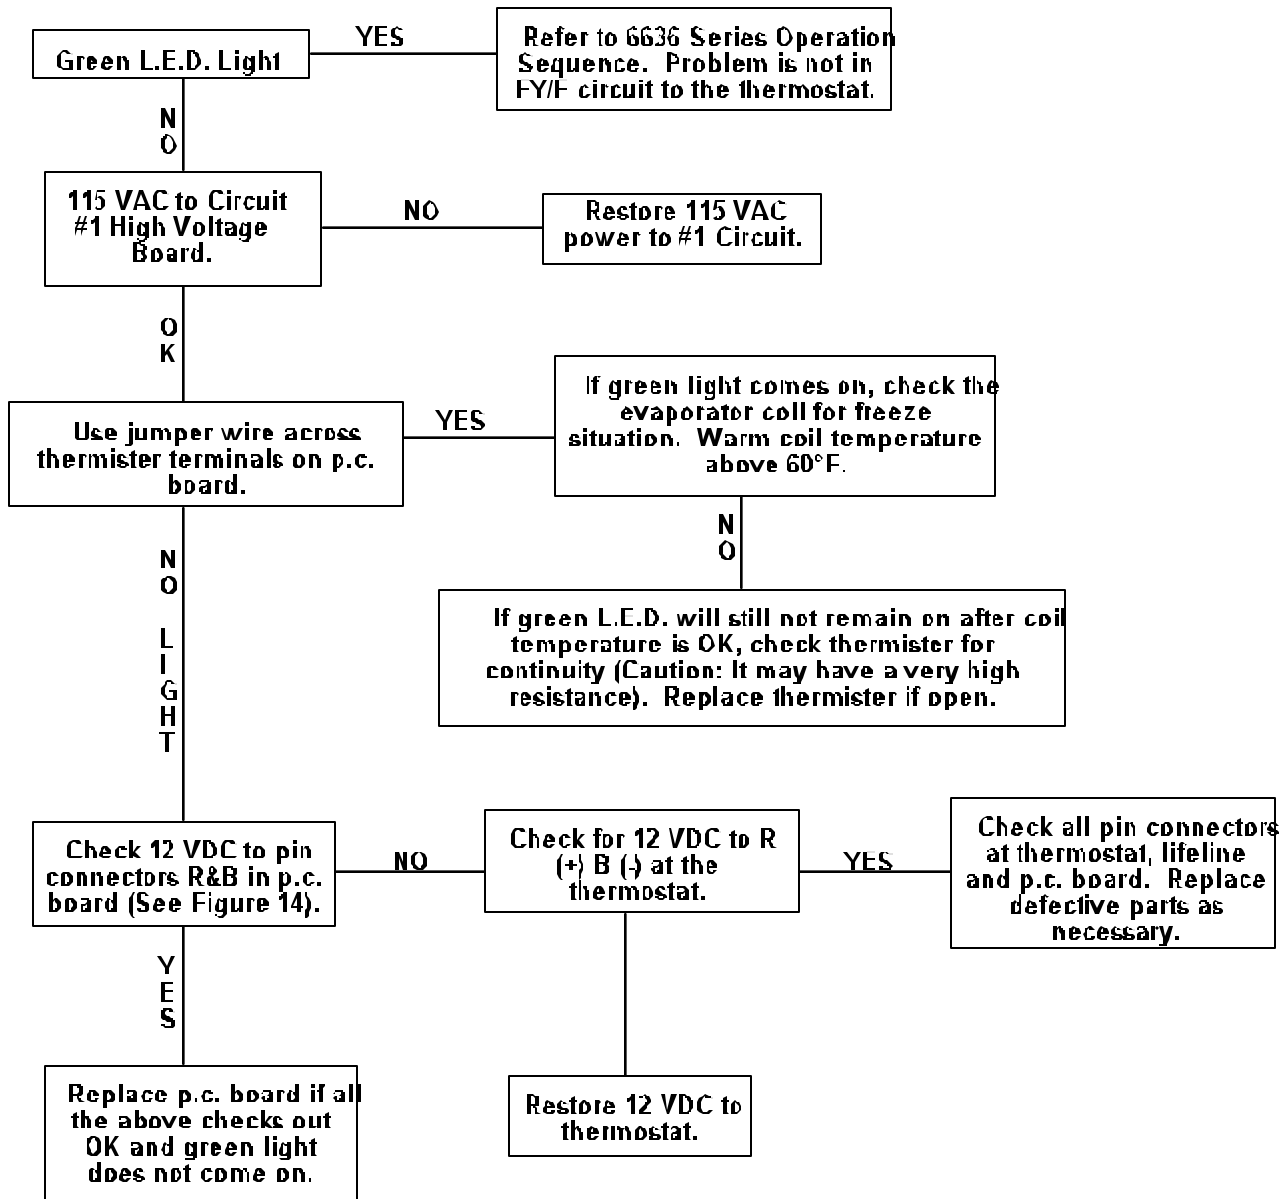 Green L.E.D. Light
YES
Refer to 6636 Series Operation
Sequence. Problem is not in
FY/F circuit to the thermostat.
NO
115 VAC to Circuit
#1 High Voltage
Board.
NO
Restore 115 VAC
power to #1 Circuit.
OK
Use jumper wire across
thermister terminals on p.c.
board.
YES
If green light comes on, check the
evaporator coll for freeze
situation. Warm coil temperature
above 60°F.
NO
If green L.E.D. will still not remain on after coil
temperature is OK, check thermister for
continuity (Caution: It may have a very high
resistance). Replace thermister if open.
NO LIGHT
Check 12 VDC to pin
connectors R&B in p.c.
board (See Figure 14).
NO
Check for 12 VDC to R
(+) B (-) at the
thermostat.
YES
Check all pin connectors
at thermostat, lifeline
and p.c. board. Replace
defective parts as
necessary.
YES
Replace p.c. board if all
the above checks out
OK and green light
does not come on.
Restore 12 VDC to
thermostat.